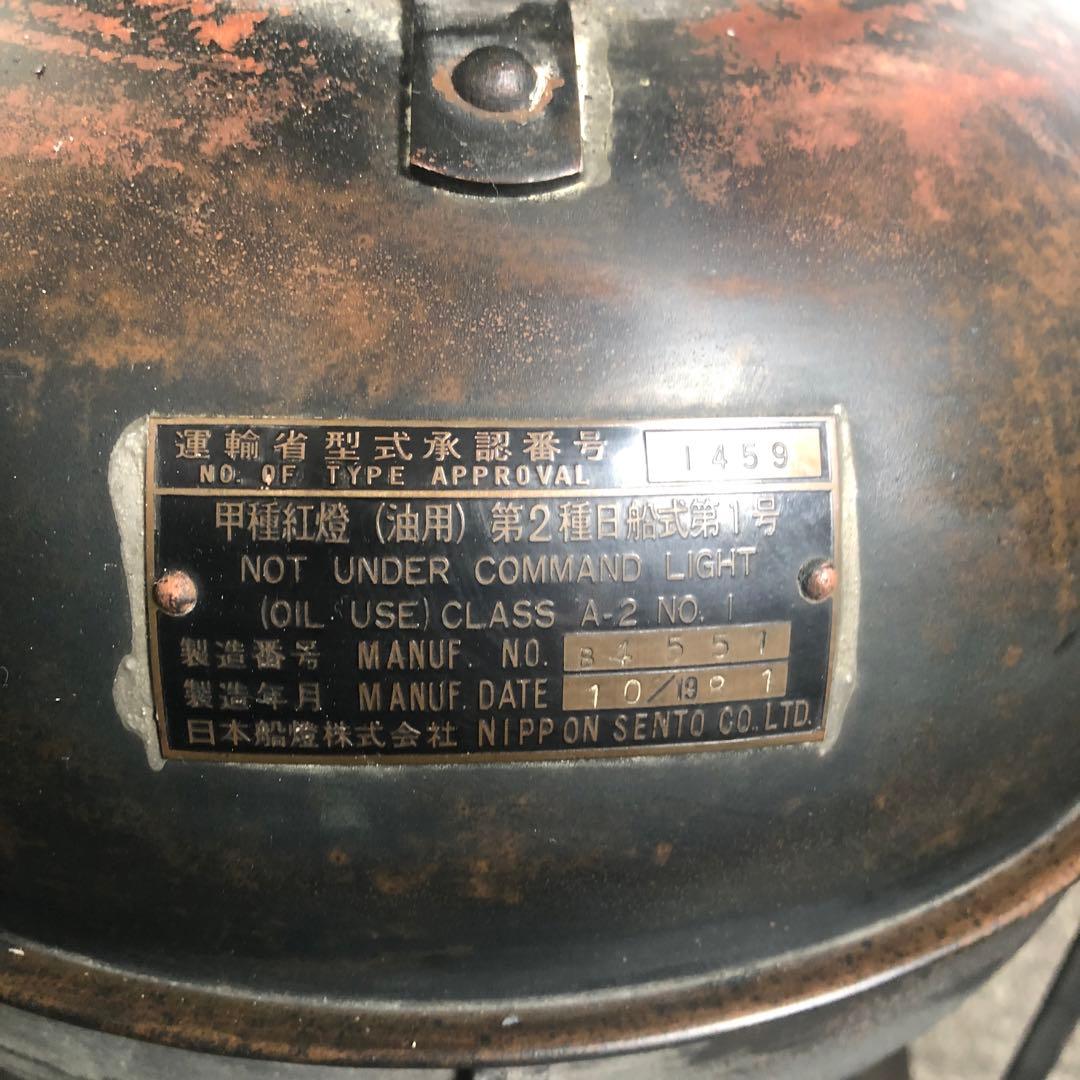 運輸省型式承認番号 1459
NO. OF TYPE APPROVAL
甲種紅燈(油用)第2種日船式第1号
NOT UNDER COMMAND LIGHT
(OIL USE) CLASS A-2 NO. 1
製造番号 MANUF. NO. B4551
製造年月 MANUF. DATE 10/1981
日本船燈株式会社 NIPPON SENTO CO., LTD.